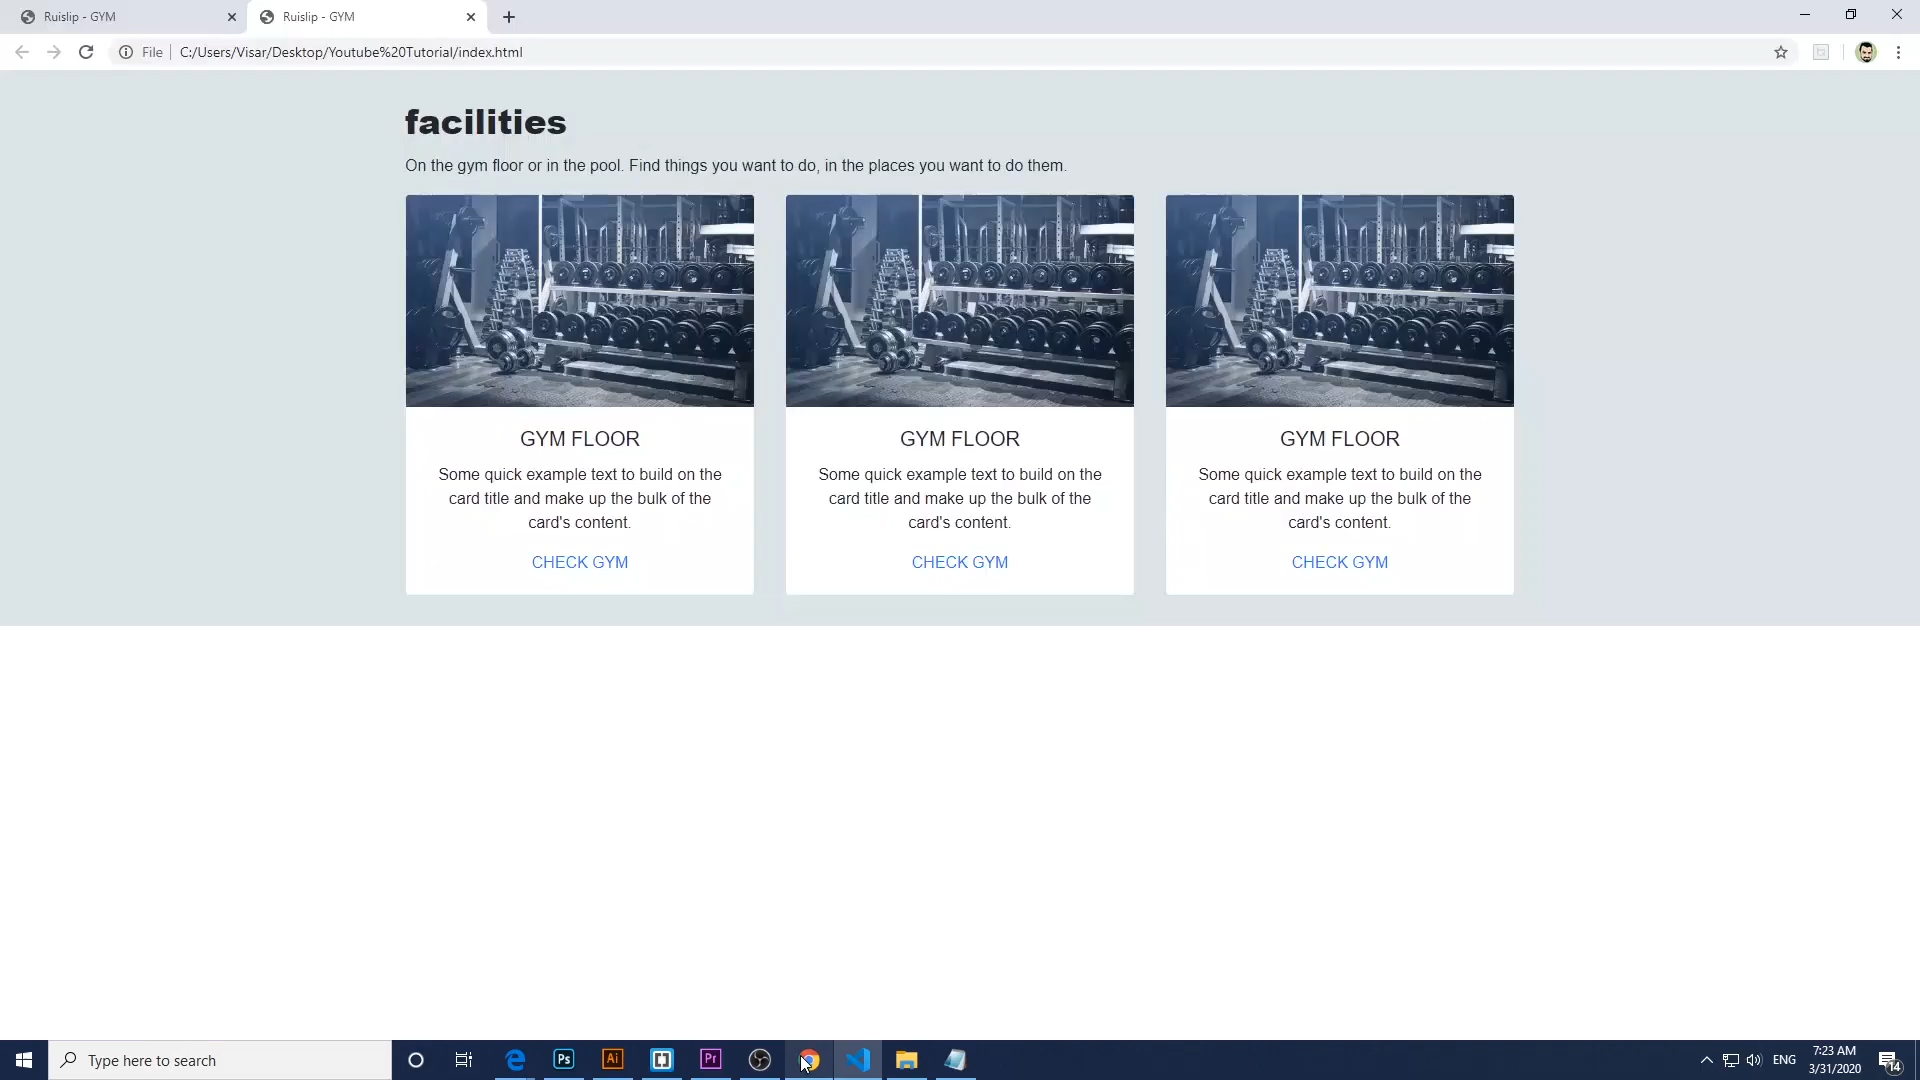 Ruislip - GYM
Ruislip - GYM
File
C:/Users/Visar/Desktop/Youtube%20Tutorial/index.html
facilities
On the gym floor or in the pool. Find things you want to do, in the places you want to do them.
GYM FLOOR
Some quick example text to build on the
card title and make up the bulk of the
card's content.
CHECK GYM
GYM FLOOR
Some quick example text to build on the
card title and make up the bulk of the
card's content.
CHECK GYM
GYM FLOOR
Some quick example text to build on the
card title and make up the bulk of the
card's content.
CHECK GYM
Type here to search
Ps
Ai
Pr
ENG
7:23 AM
3/31/2020
14